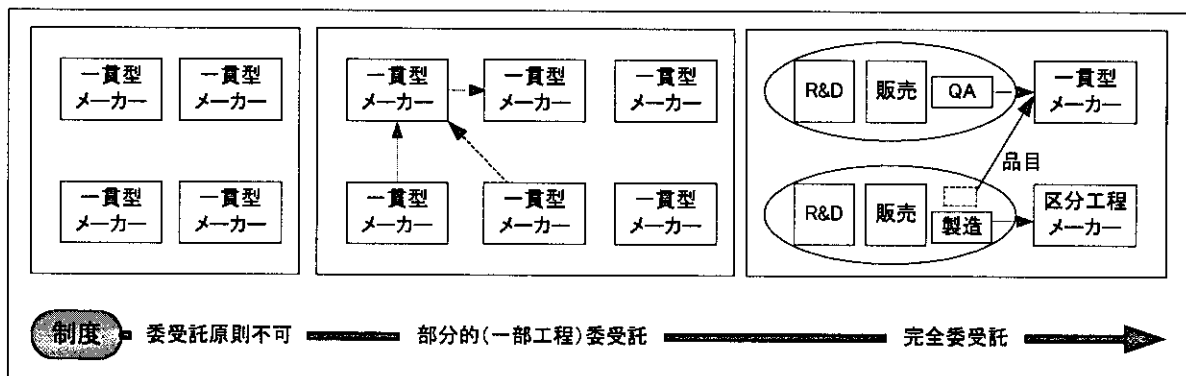 一貫型
メーカー
一貫型
メーカー
一貫型
メーカー
一貫型
メーカー
一貫型
メーカー
一貫型
メーカー
一貫型
メーカー
一貫型
メーカー
一貫型
メーカー
一貫型
メーカー
R&D
販売
QA
一貫型
メーカー
品目
R&D
販売
製造
区分工程
メーカー
制度
委受託原則不可
部分的(一部工程)委受託
完全委受託